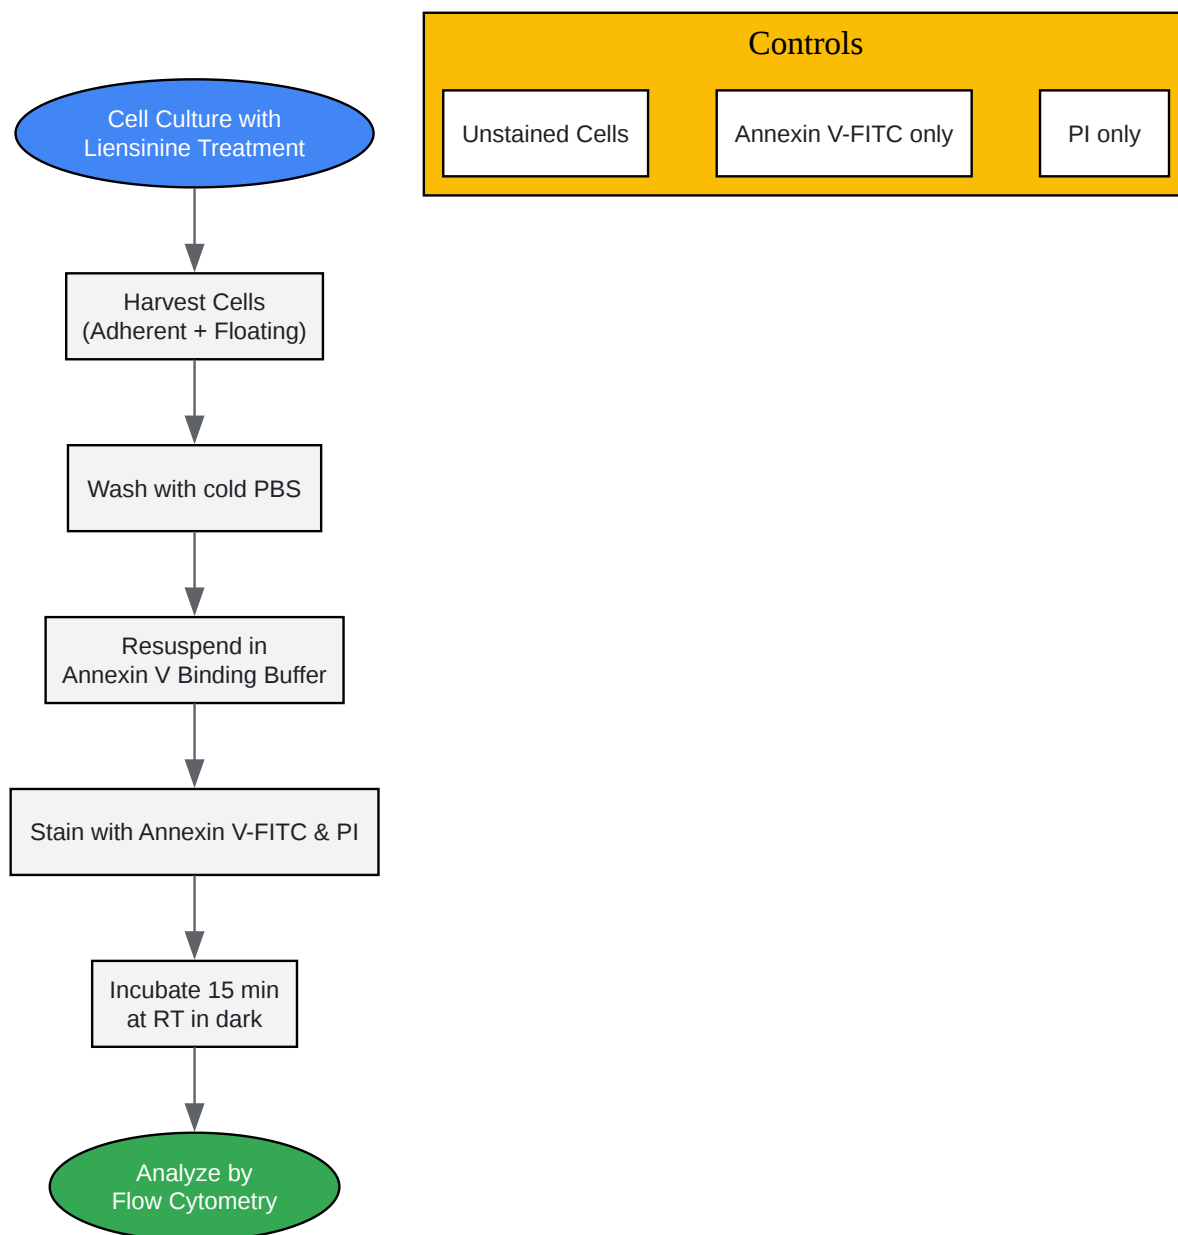 Controls
Unstained Cells
Annexin V-FITC only
PI only
Cell Culture with
Liensinine Treatment
Harvest Cells
(Adherent + Floating)
Wash with cold PBS
Resuspend in
Annexin V Binding Buffer
Stain with Annexin V-FITC & PI
Incubate 15 min
at RT in dark
Analyze by
Flow Cytometry